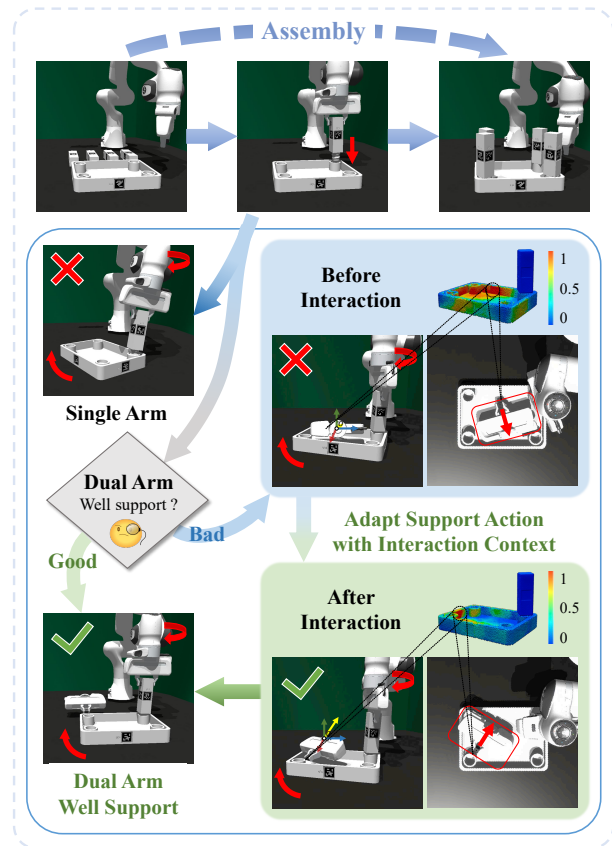 Assembly
Before
Interaction
1
0.5
0
Single Arm
Dual Arm
Well support ?
Bad
Good
Adapt Support Action
with Interaction Context
After
Interaction
1
0.5
0
Dual Arm
Well Support